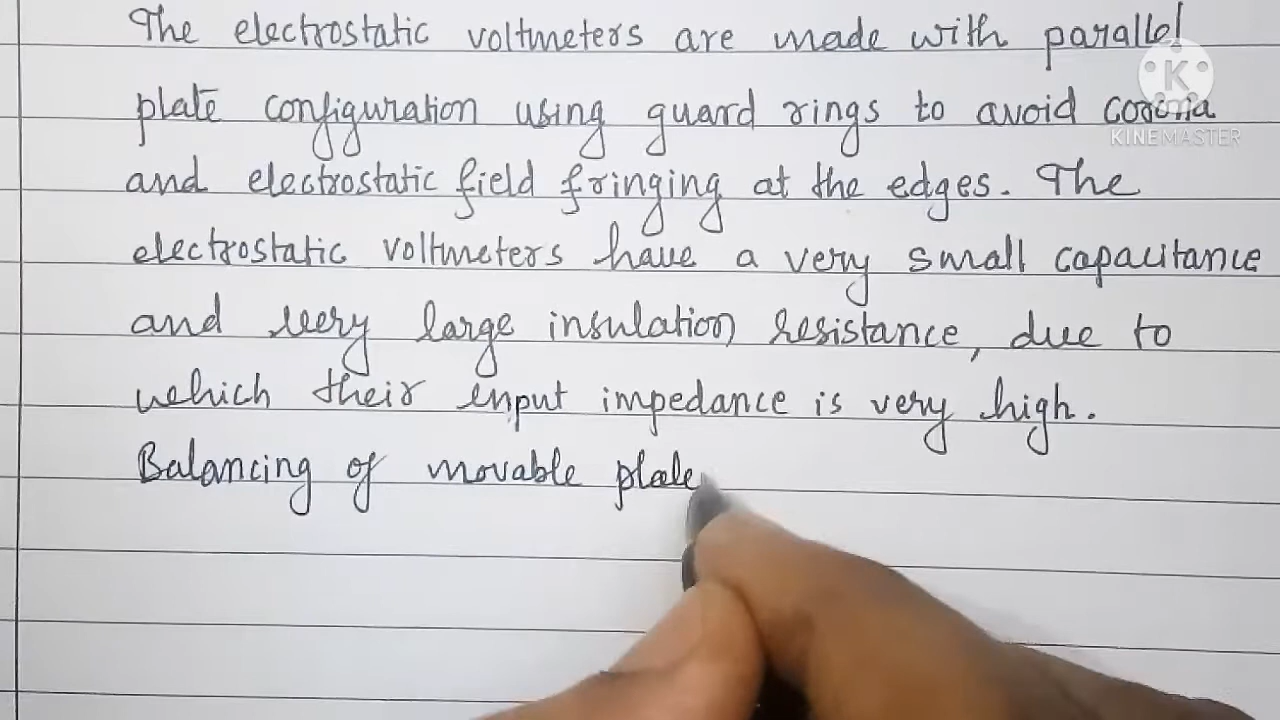 The electrostatic voltmeters are made with parallel
plate configuration using guard rings to avoid corona
and electrostatic field fringing at the edges. The
electrostatic voltmeters have a very small capacitance
and very large insulation resistance, due to
which their input impedance is very high.
Balancing of movable plate
K
KINEMASTER